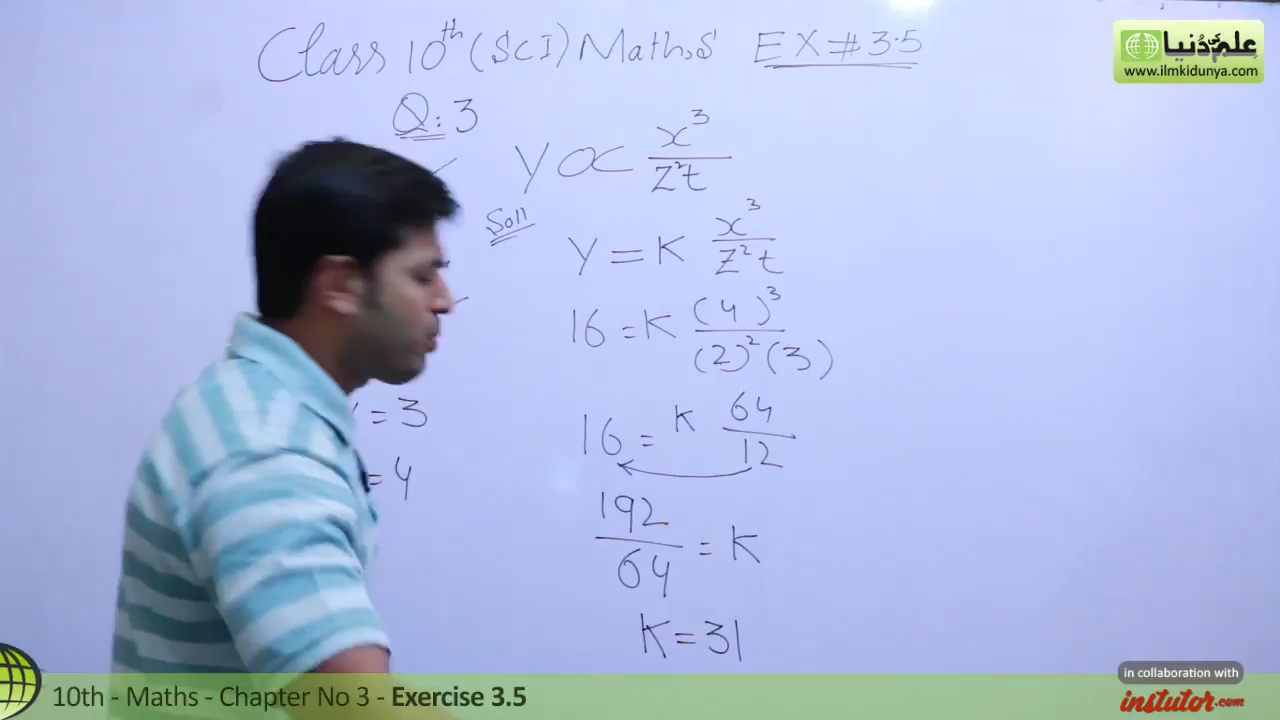 Class 10th (SCI) Maths EX # 3.5
علم کی دُنیا
www.ilmkidunya.com
Q: 3
y ∝ x³/z²t
Soln
y = K x³/z²t
16 = K (4)³/(2)²(3)
= 3
16 = K 64/12
= 4
192/64 = K
K = 31
in collaboration with
instutor.com
10th - Maths - Chapter No 3 - Exercise 3.5